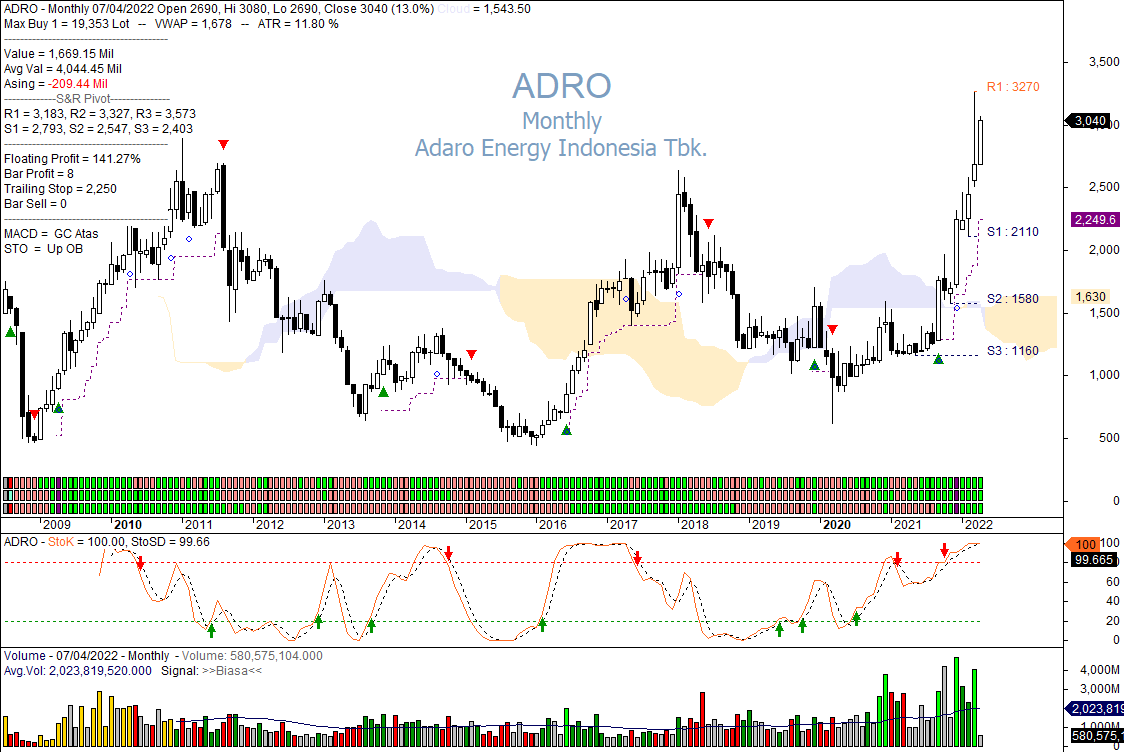 ADRO - Monthly 07/04/2022 Open 2690, Hi 3080, Lo 2690, Close 3040 (13.0%) Cloud = 1,543.50
Max Buy 1 = 19,353 Lot -- VWAP = 1,678 -- ATR = 11.80 %
Value = 1,669.15 Mil
Avg Val = 4,044.45 Mil
Asing = -209.44 Mil
-------------S&R Pivot---------------
R1 = 3,183, R2 = 3,327, R3 = 3,573
S1 = 2,793, S2 = 2,547, S3 = 2,403
Floating Profit = 141.27%
Bar Profit = 8
Trailing Stop = 2,250
Bar Sell = 0
MACD = GC Atas
STO = Up OB
ADRO
Monthly
Adaro Energy Indonesia Tbk.
R1 : 3270
S1 : 2110
S2 : 1580
S3 : 1160
3,500
3,040
2,500
2,249.6
2,000
1,630
1,500
1,000
500
0
2009 2010 2011 2012 2013 2014 2015 2016 2017 2018 2019 2020 2021 2022
ADRO - StoK = 100.00, StoSD = 99.66
100 100
99.665
60
40
20
0
Volume - 07/04/2022 - Monthly - Volume: 580,575,104.000
Avg.Vol: 2,023,819,520.000 Signal: >>Biasa<<
4,000M
3,000M
2,023,819
1,000M
580,575,1